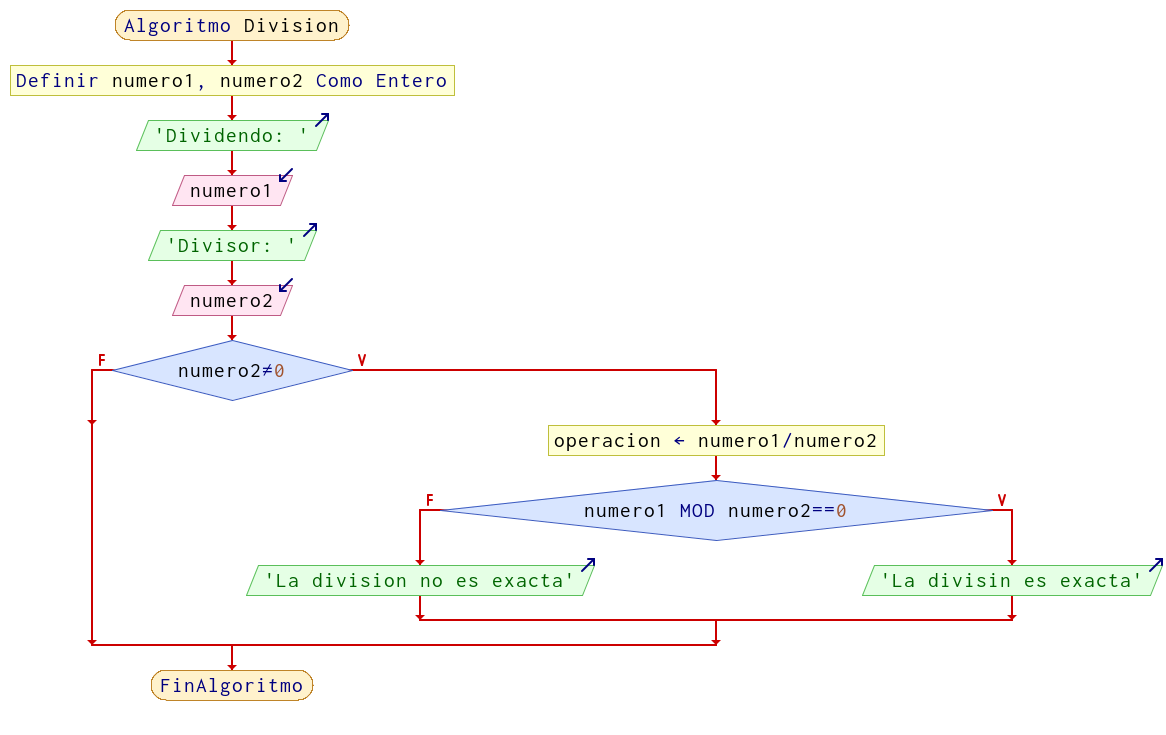 Algoritmo Division
Definir numero1, numero2 Como Entero
'Dividendo: '
numero1
'Divisor: '
numero2
F
V
numero2≠0
operacion ← numero1/numero2
F
V
numero1 MOD numero2==0
'La division no es exacta'
'La divisin es exacta'
FinAlgoritmo